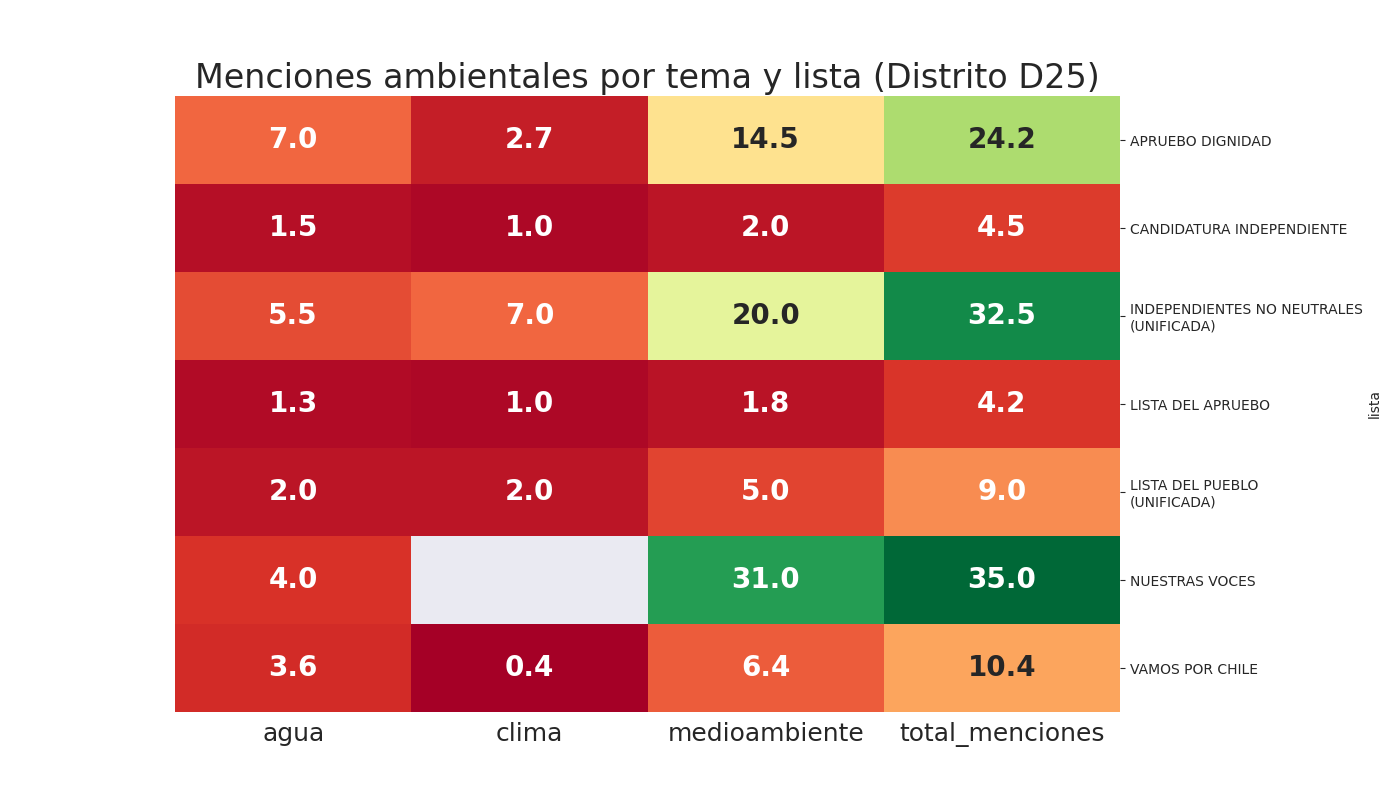 Menciones ambientales por tema y lista (Distrito D25)
7.0 2.7 14.5 24.2 APRUEBO DIGNIDAD
1.5 1.0 2.0 4.5 CANDIDATURA INDEPENDIENTE
5.5 7.0 20.0 32.5 INDEPENDIENTES NO NEUTRALES
(UNIFICADA)
1.3 1.0 1.8 4.2 LISTA DEL APRUEBO
lista
2.0 2.0 5.0 9.0 LISTA DEL PUEBLO
(UNIFICADA)
4.0 31.0 35.0 NUESTRAS VOCES
3.6 0.4 6.4 10.4 VAMOS POR CHILE
agua clima medioambiente total_menciones